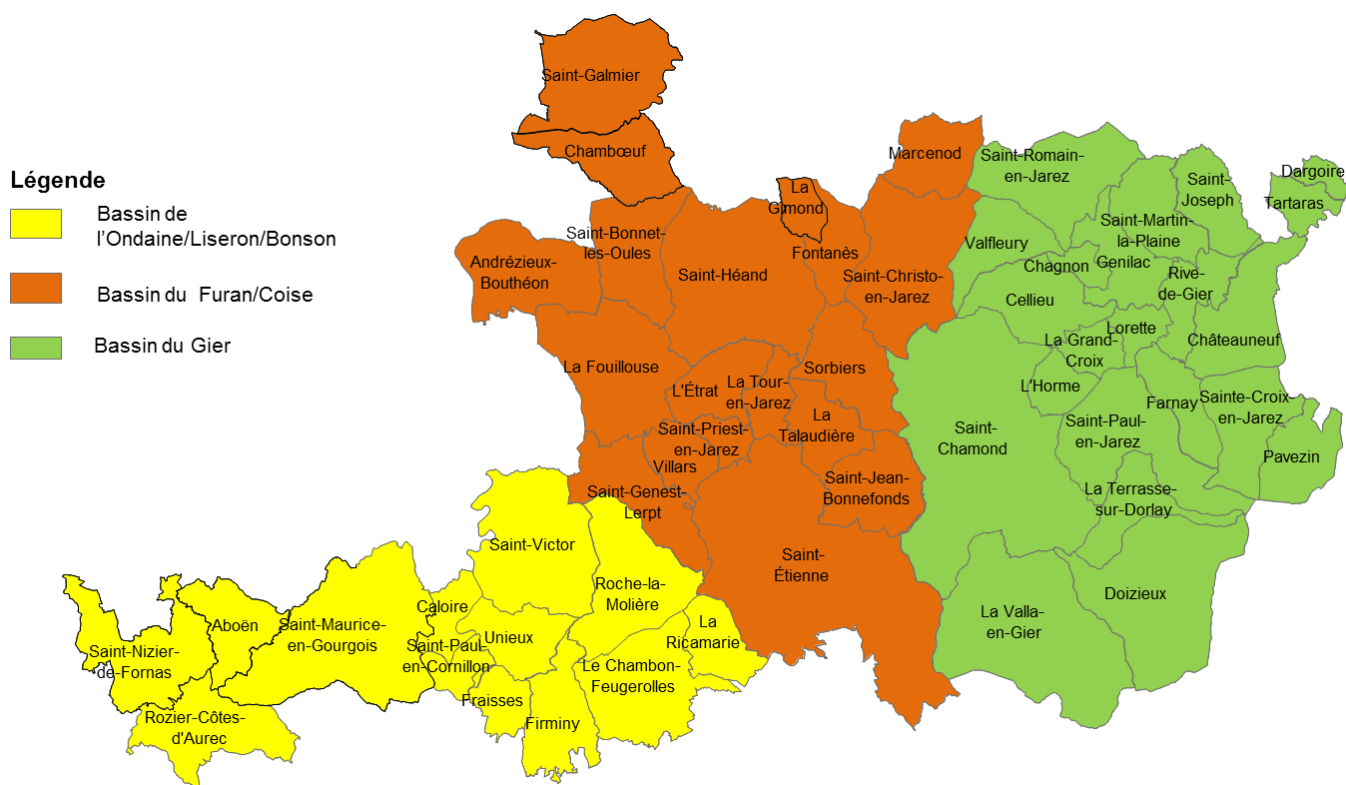 Légende
Bassin de
l'Ondaine/Liseron/Bonson
Bassin du Furan/Coise
Bassin du Gier
Saint-Galmier
Chambœuf
Marcenod
La
Gimond
Saint-Bonnet-
les-Oules
Andrézieux-
Bouthéon
Saint-Héand
Fontanès
Saint-Christo-
en-Jarez
La Fouillouse
L'Étrat
La Tour-
en-Jarez
Sorbiers
La
Talaudière
Saint-Priest-
en-Jarez
Villars
Saint-Genest-
Lerpt
Saint-Jean-
Bonnefonds
Saint-
Étienne
Saint-Romain-
en-Jarez
Saint-
Joseph
Dargoire
Tartaras
Saint-Martin-
la-Plaine
Valfleury
Chagnon
Genilac
Rive-
de-Gier
Cellieu
Lorette
Châteauneuf
La Grand-
Croix
L'Horme
Farnay
Sainte-Croix-
en-Jarez
Saint-
Chamond
Saint-Paul-
en-Jarez
Pavezin
La Terrasse-
sur-Dorlay
Doizieux
La Valla-
en-Gier
Saint-Victor
Roche-la-
Molière
Caloire
Aboën
Saint-Maurice-
en-Gourgois
Unieux
La
Ricamarie
Saint-Nizier-
de-Fornas
Saint-Paul-
en-Cornillon
Le Chambon-
Feugerolles
Fraisses
Firminy
Rozier-Côtes-
d'Aurec